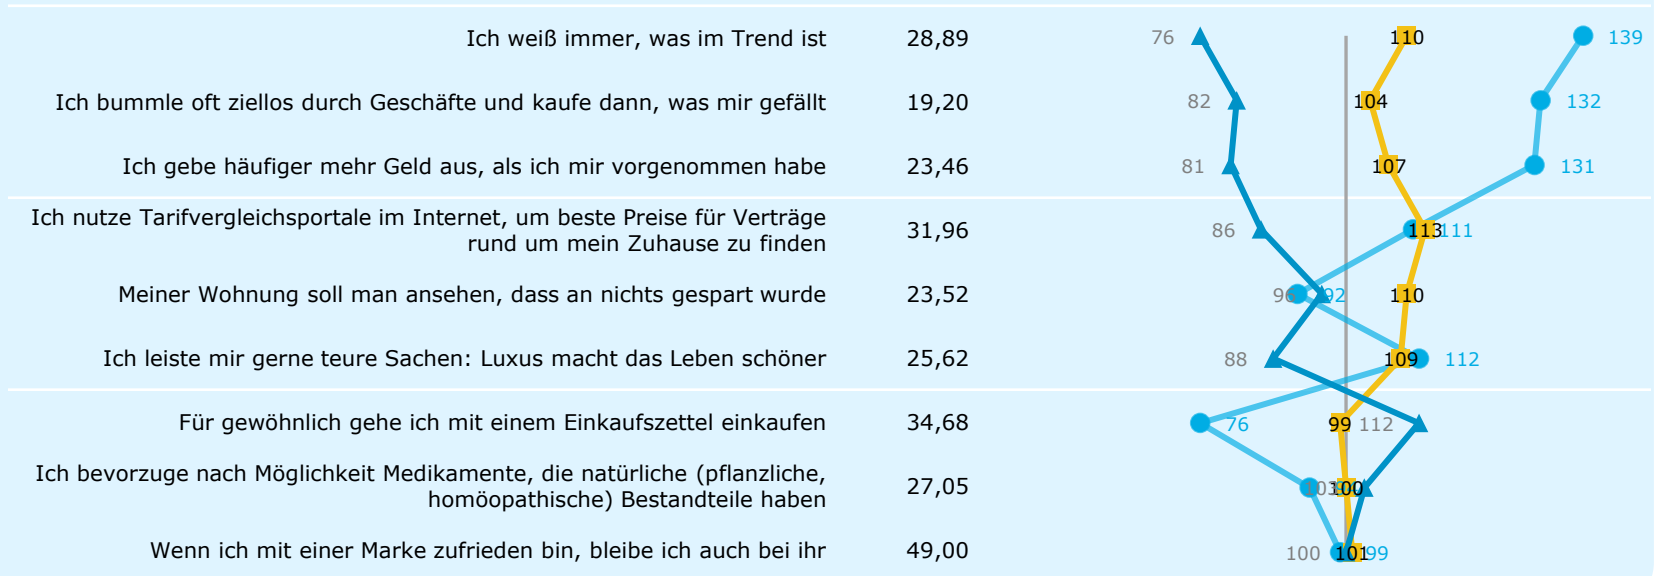 Ich weiß immer, was im Trend ist 28,89 76 110 139
Ich bummle oft ziellos durch Geschäfte und kaufe dann, was mir gefällt 19,20 82 104 132
Ich gebe häufiger mehr Geld aus, als ich mir vorgenommen habe 23,46 81 107 131
Ich nutze Tarifvergleichsportale im Internet, um beste Preise für Verträge
rund um mein Zuhause zu finden 31,96 86 113 111
Meiner Wohnung soll man ansehen, dass an nichts gespart wurde 23,52 96 92 110
Ich leiste mir gerne teure Sachen: Luxus macht das Leben schöner 25,62 88 109 112
Für gewöhnlich gehe ich mit einem Einkaufszettel einkaufen 34,68 76 99 112
Ich bevorzuge nach Möglichkeit Medikamente, die natürliche (pflanzliche,
homöopathische) Bestandteile haben 27,05 103 100
Wenn ich mit einer Marke zufrieden bin, bleibe ich auch bei ihr 49,00 100 101 99